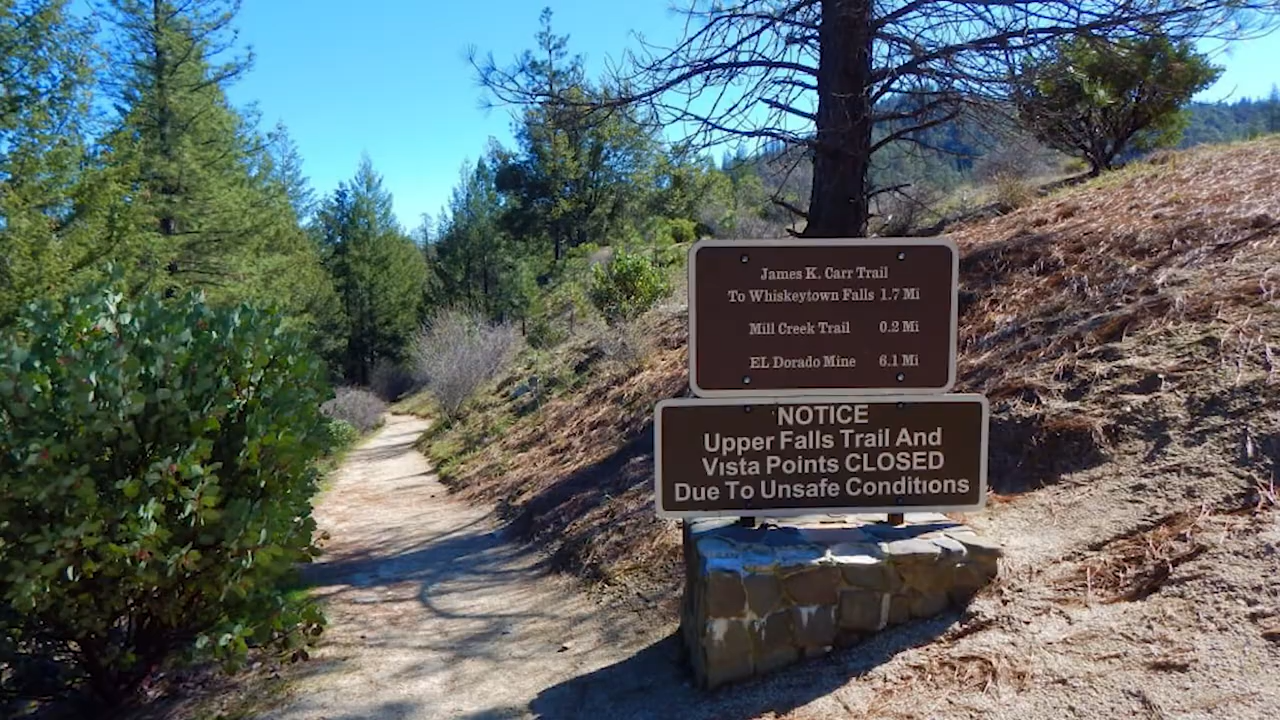 James K. Carr Trail
To Whiskeytown Falls 1.7 Mi
Mill Creek Trail 0.2 Mi
EL Dorado Mine 6.1 Mi
NOTICE
Upper Falls Trail And
Vista Points CLOSED
Due To Unsafe Conditions